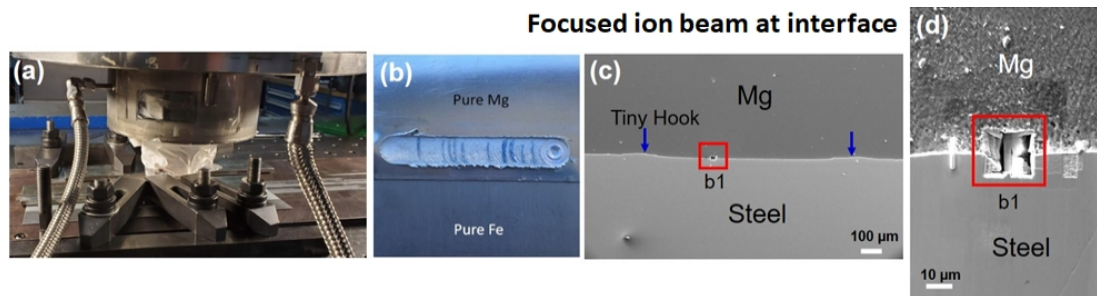 Focused ion beam at interface
(a)
(b)
Pure Mg
Pure Fe
(c)
Mg
Tiny Hook
b1
Steel
100 µm
(d)
Mg
b1
Steel
10 µm